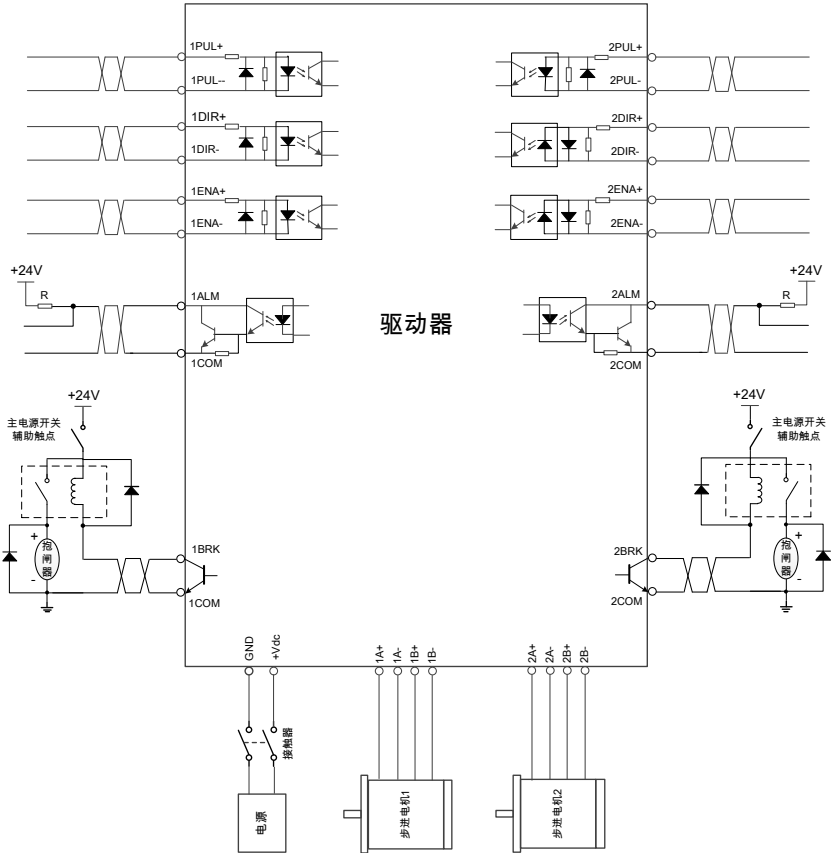 1PUL+
1PUL--
1DIR+
1DIR-
1ENA+
1ENA-
+24V
R
1ALM
1COM
+24V
主电源开关
辅助触点
+
抱闸器
-
1BRK
1COM
驱动器
2PUL+
2PUL-
2DIR+
2DIR-
2ENA+
2ENA-
+24V
R
2ALM
2COM
+24V
主电源开关
辅助触点
+
抱闸器
-
2BRK
2COM
GND
+Vdc
1A+
1A-
1B+
1B-
2A+
2A-
2B+
2B-
接触器
电源
步进电机1
步进电机2